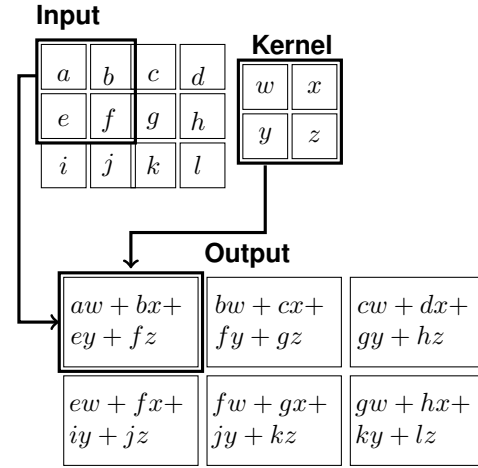 Input
Kernel
a b c d
e f g h
i j k l
w x
y z
Output
aw + bx+
ey + fz
bw + cx+
fy + gz
cw + dx+
gy + hz
ew + fx+
iy + jz
fw + gx+
jy + kz
gw + hx+
ky + lz